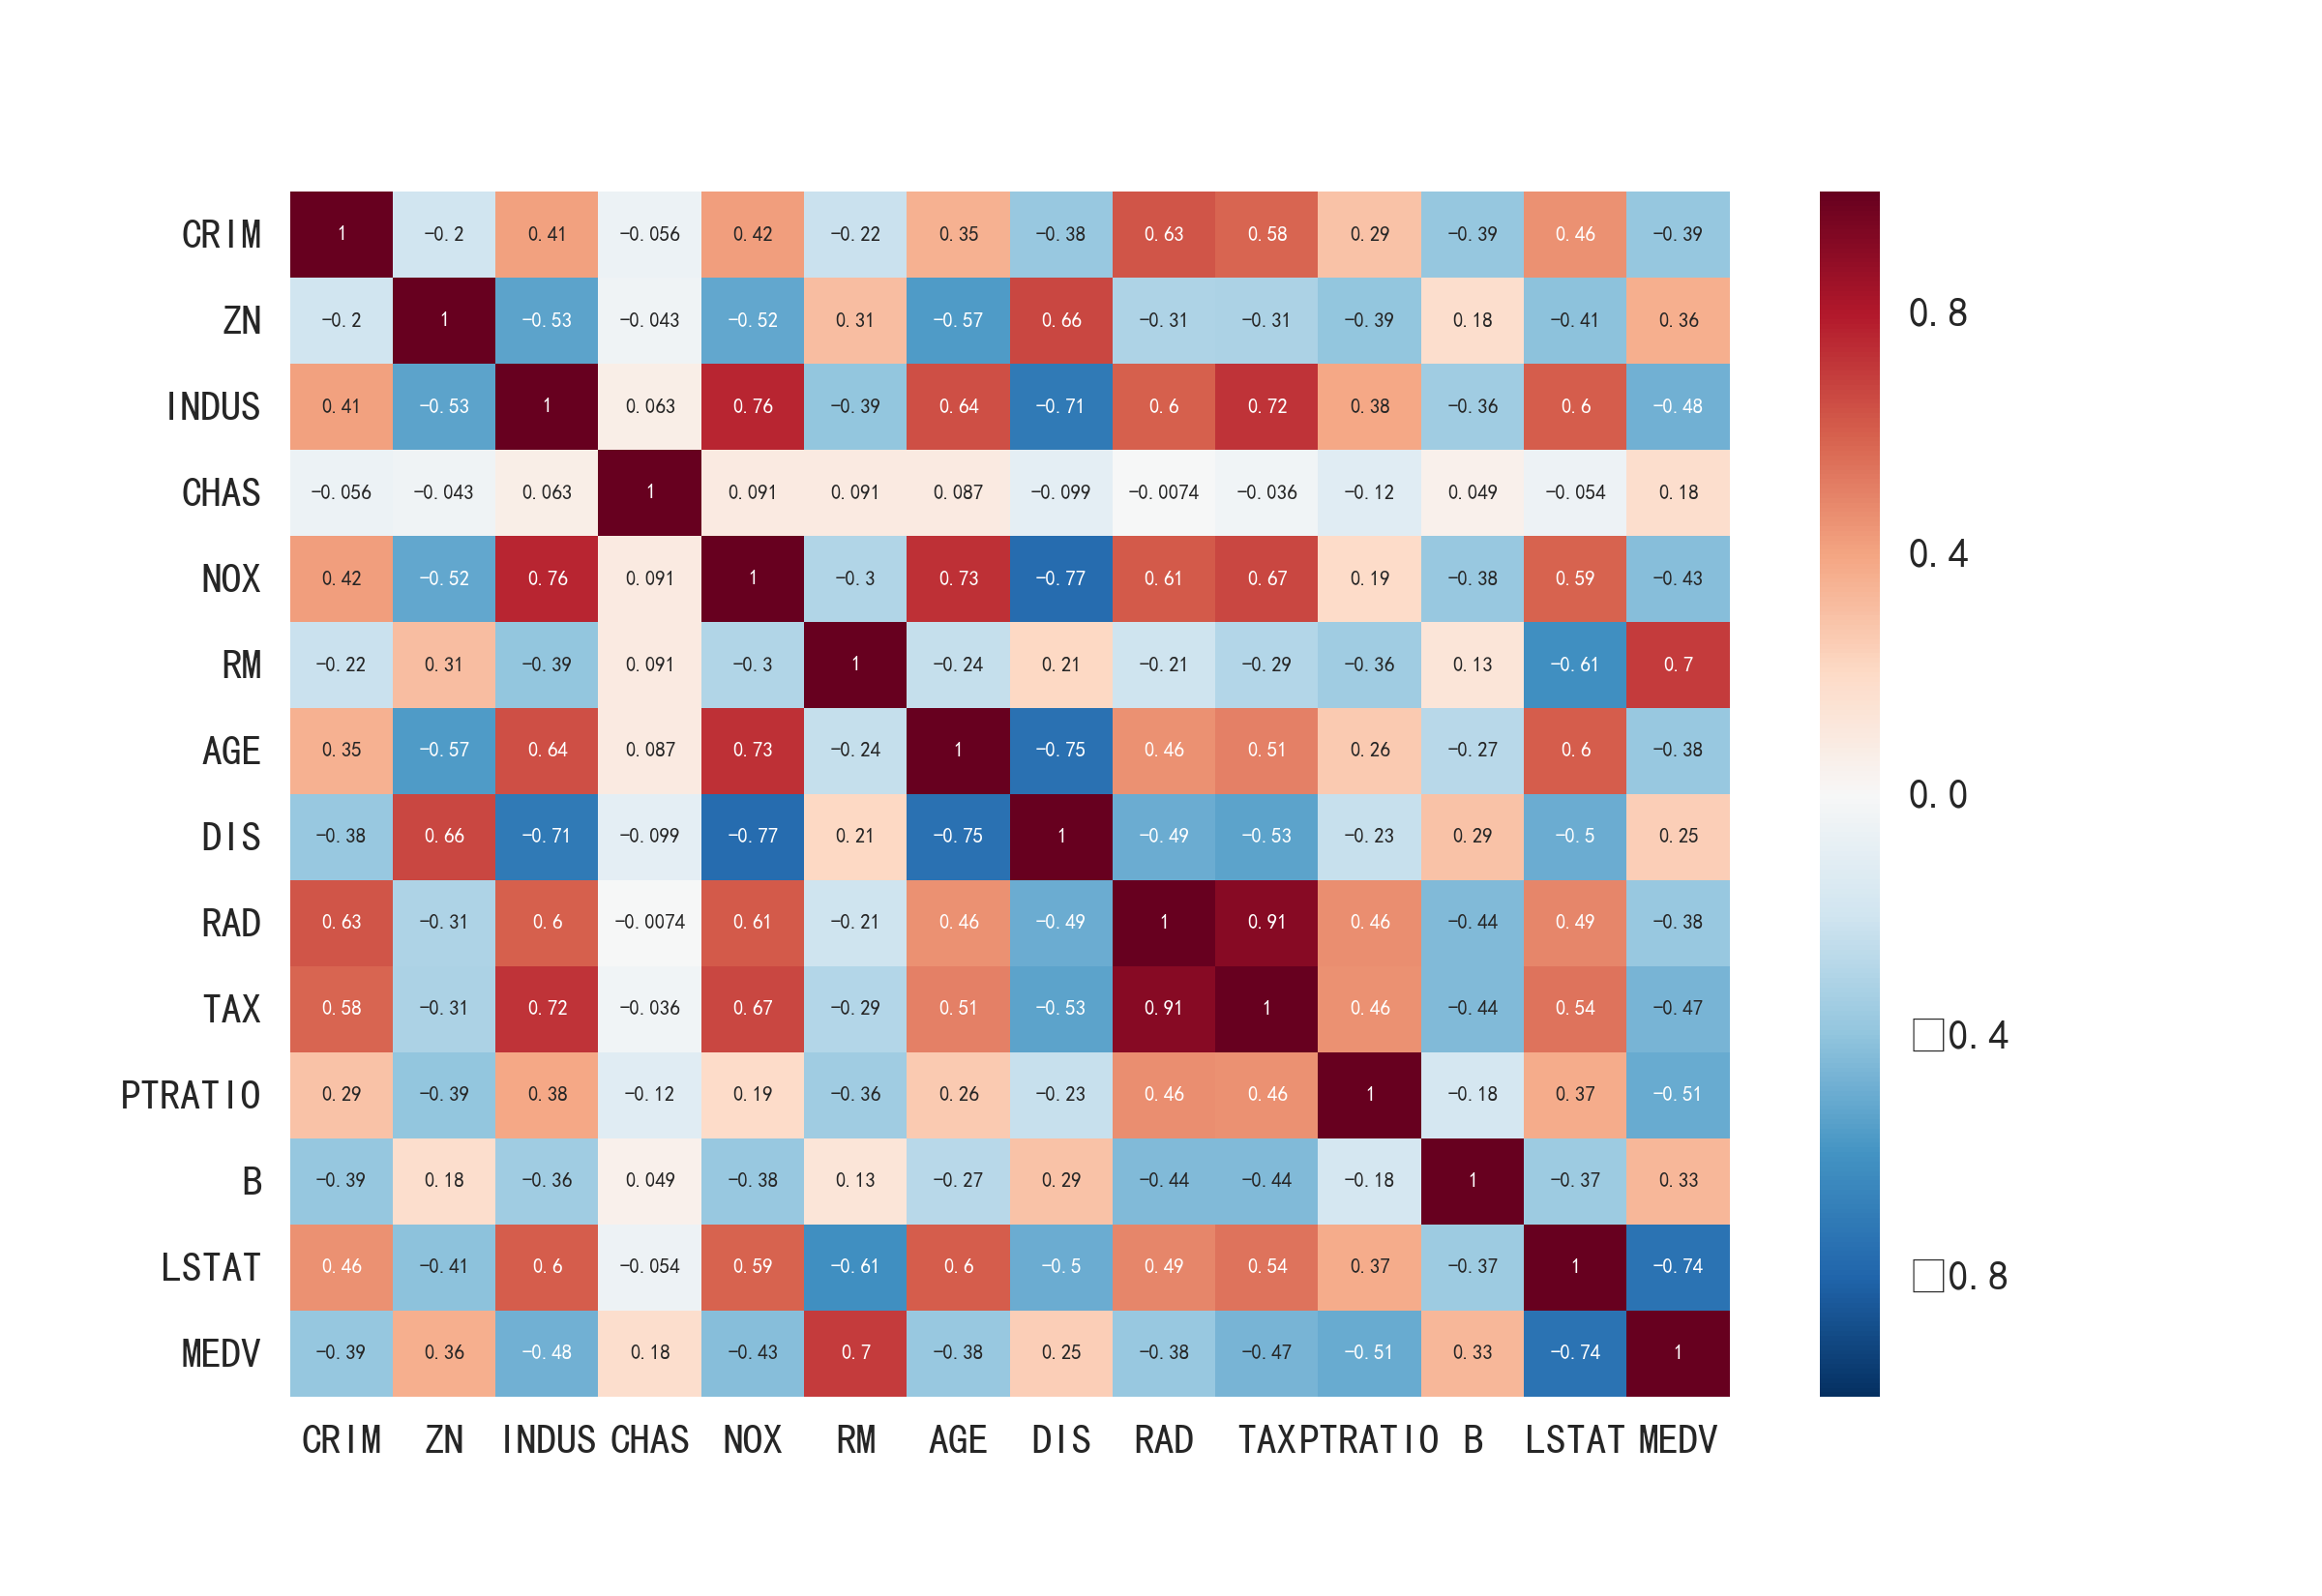 CRIM 1 -0.2 0.41 -0.056 0.42 -0.22 0.35 -0.38 0.63 0.58 0.29 -0.39 0.46 -0.39
ZN -0.2 1 -0.53 -0.043 -0.52 0.31 -0.57 0.66 -0.31 -0.31 -0.39 0.18 -0.41 0.36
INDUS 0.41 -0.53 1 0.063 0.76 -0.39 0.64 -0.71 0.6 0.72 0.38 -0.36 0.6 -0.48
CHAS -0.056 -0.043 0.063 1 0.091 0.091 0.087 -0.099 -0.0074 -0.036 -0.12 0.049 -0.054 0.18
NOX 0.42 -0.52 0.76 0.091 1 -0.3 0.73 -0.77 0.61 0.67 0.19 -0.38 0.59 -0.43
RM -0.22 0.31 -0.39 0.091 -0.3 1 -0.24 0.21 -0.21 -0.29 -0.36 0.13 -0.61 0.7
AGE 0.35 -0.57 0.64 0.087 0.73 -0.24 1 -0.75 0.46 0.51 0.26 -0.27 0.6 -0.38
DIS -0.38 0.66 -0.71 -0.099 -0.77 0.21 -0.75 1 -0.49 -0.53 -0.23 0.29 -0.5 0.25
RAD 0.63 -0.31 0.6 -0.0074 0.61 -0.21 0.46 -0.49 1 0.91 0.46 -0.44 0.49 -0.38
TAX 0.58 -0.31 0.72 -0.036 0.67 -0.29 0.51 -0.53 0.91 1 0.46 -0.44 0.54 -0.47
PTRATIO 0.29 -0.39 0.38 -0.12 0.19 -0.36 0.26 -0.23 0.46 0.46 1 -0.18 0.37 -0.51
B -0.39 0.18 -0.36 0.049 -0.38 0.13 -0.27 0.29 -0.44 -0.44 -0.18 1 -0.37 0.33
LSTAT 0.46 -0.41 0.6 -0.054 0.59 -0.61 0.6 -0.5 0.49 0.54 0.37 -0.37 1 -0.74
MEDV -0.39 0.36 -0.48 0.18 -0.43 0.7 -0.38 0.25 -0.38 -0.47 -0.51 0.33 -0.74 1
CRIM ZN INDUS CHAS NOX RM AGE DIS RAD TAX PTRATIO B LSTAT MEDV
0.8
0.4
0.0
□0.4
□0.8